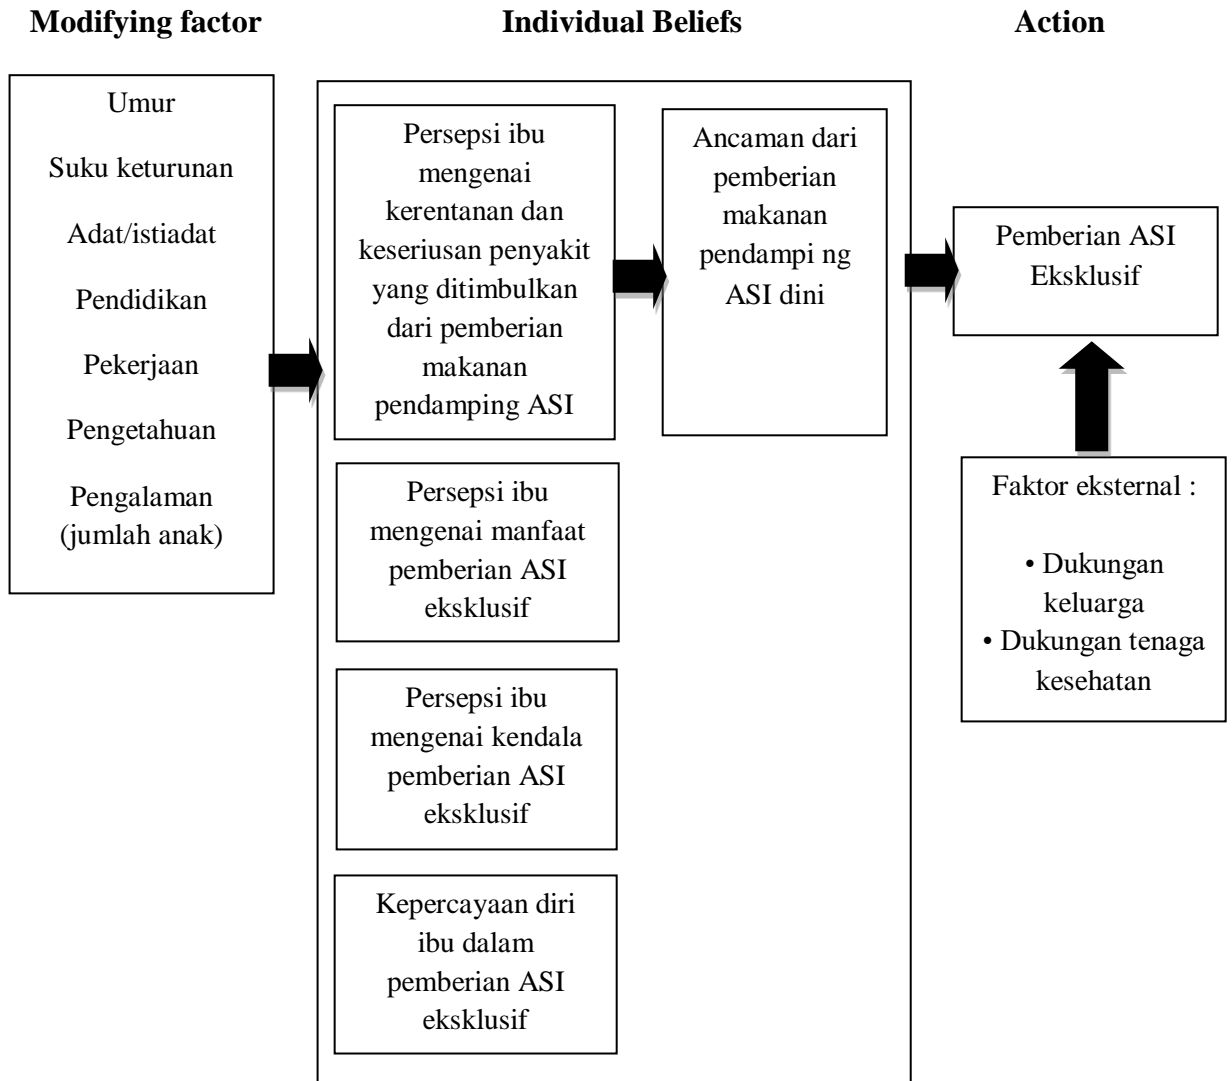 Modifying factor
Individual Beliefs
Action
Umur
Suku keturunan
Adat/istiadat
Pendidikan
Pekerjaan
Pengetahuan
Pengalaman
(jumlah anak)
Persepsi ibu
mengenai
kerentanan dan
keseriusan penyakit
yang ditimbulkan
dari pemberian
makanan
pendamping ASI
Ancaman dari
pemberian
makanan
pendampi ng
ASI dini
Persepsi ibu
mengenai manfaat
pemberian ASI
eksklusif
Persepsi ibu
mengenai kendala
pemberian ASI
eksklusif
Kepercayaan diri
ibu dalam
pemberian ASI
eksklusif
Pemberian ASI
Eksklusif
Faktor eksternal :
• Dukungan
keluarga
• Dukungan tenaga
kesehatan